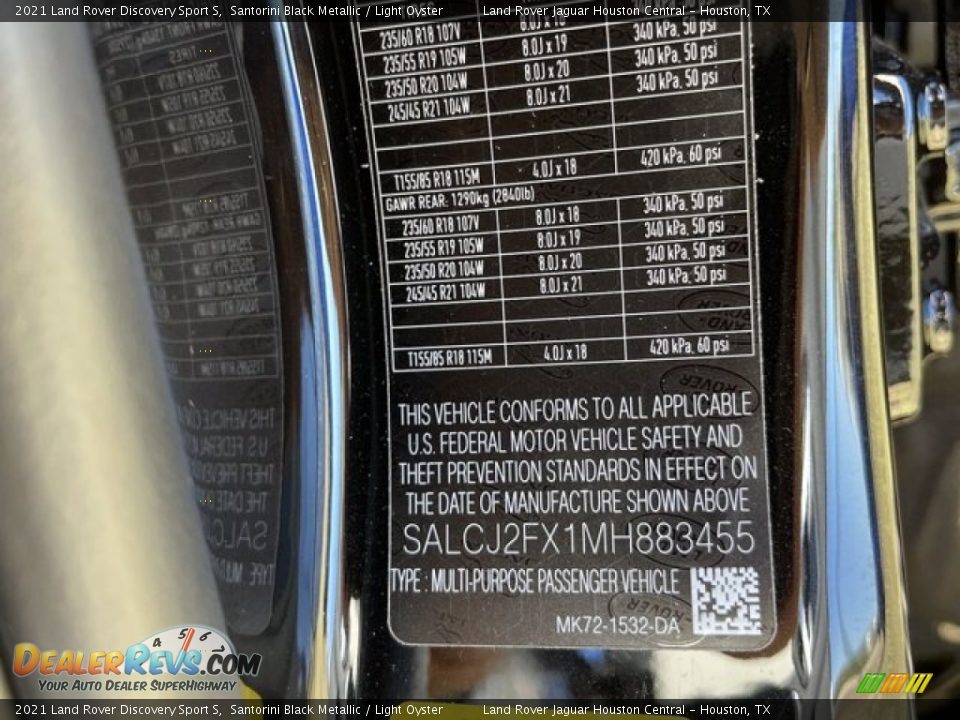 2021 Land Rover Discovery Sport S, Santorini Black Metallic / Light Oyster Land Rover Jaguar Houston Central - Houston, TX
235/60 R18 107V 8.0J x 18 340 kPa, 50 psi
235/55 R19 105W 8.0J x 19 340 kPa, 50 psi
235/50 R20 104W 8.0J x 20 340 kPa, 50 psi
245/45 R21 104W 8.0J x 21
T155/85 R18 115M 4.0J x 18 420 kPa, 60 psi
GAWR REAR: 1290kg (2840lb)
235/60 R18 107V 8.0J x 18 340 kPa, 50 psi
235/55 R19 105W 8.0J x 19 340 kPa, 50 psi
235/50 R20 104W 8.0J x 20 340 kPa, 50 psi
245/45 R21 104W 8.0J x 21 340 kPa, 50 psi
T155/85 R18 115M 4.0J x 18 420 kPa, 60 psi
THIS VEHICLE CONFORMS TO ALL APPLICABLE
U.S. FEDERAL MOTOR VEHICLE SAFETY AND
THEFT PREVENTION STANDARDS IN EFFECT ON
THE DATE OF MANUFACTURE SHOWN ABOVE
SALCJ2FX1MH883455
TYPE : MULTI-PURPOSE PASSENGER VEHICLE
MK72-1532-DA
4 5 6
DEALERREVS.COM
YOUR AUTO DEALER SUPERHIGHWAY
2021 Land Rover Discovery Sport S, Santorini Black Metallic / Light Oyster Land Rover Jaguar Houston Central - Houston, TX